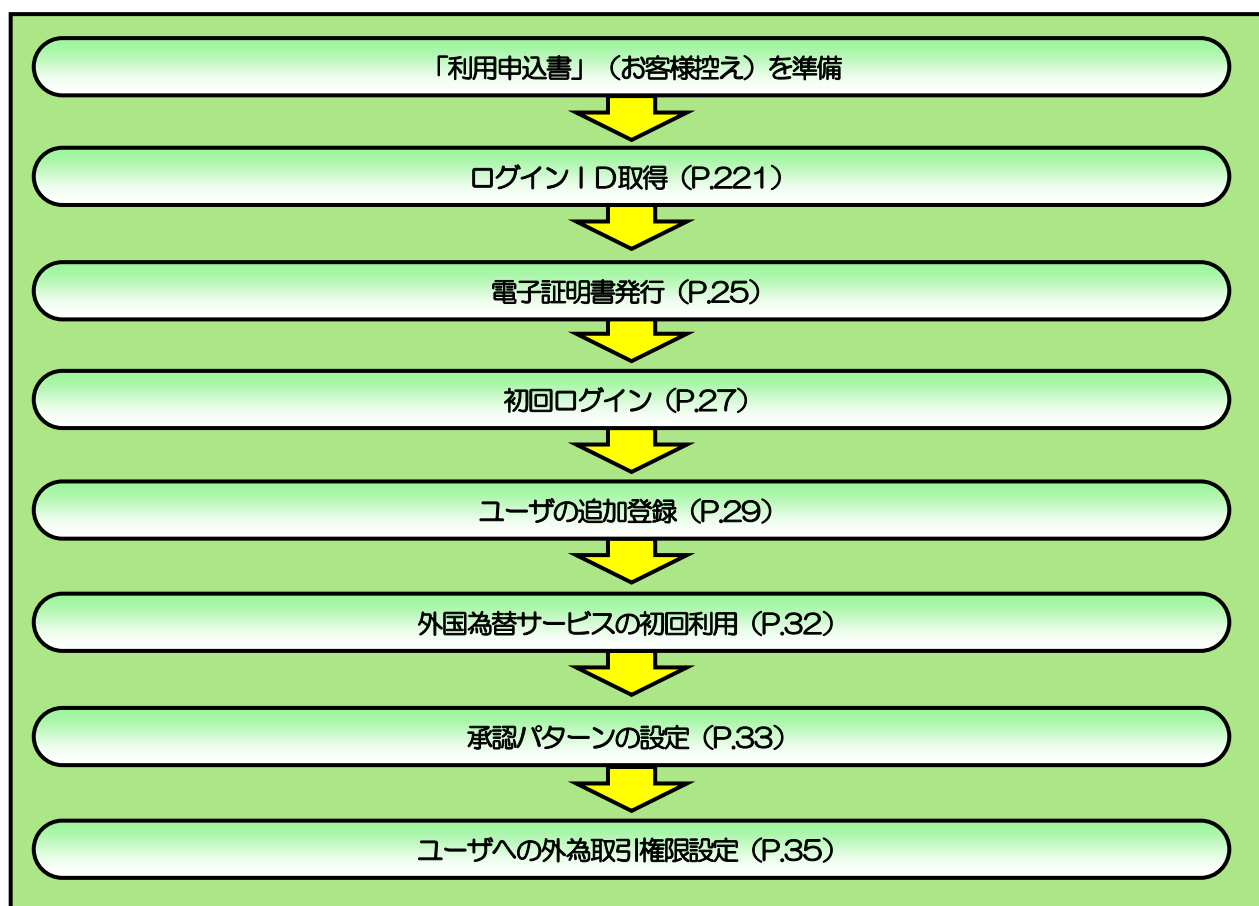 「利用申込書」（お客様控え）を準備
ログインＩＤ取得（P.221）
電子証明書発行（P.25）
初回ログイン（P.27）
ユーザの追加登録（P.29）
外国為替サービスの初回利用（P.32）
承認パターンの設定（P.33）
ユーザへの外為取引権限設定（P.35）